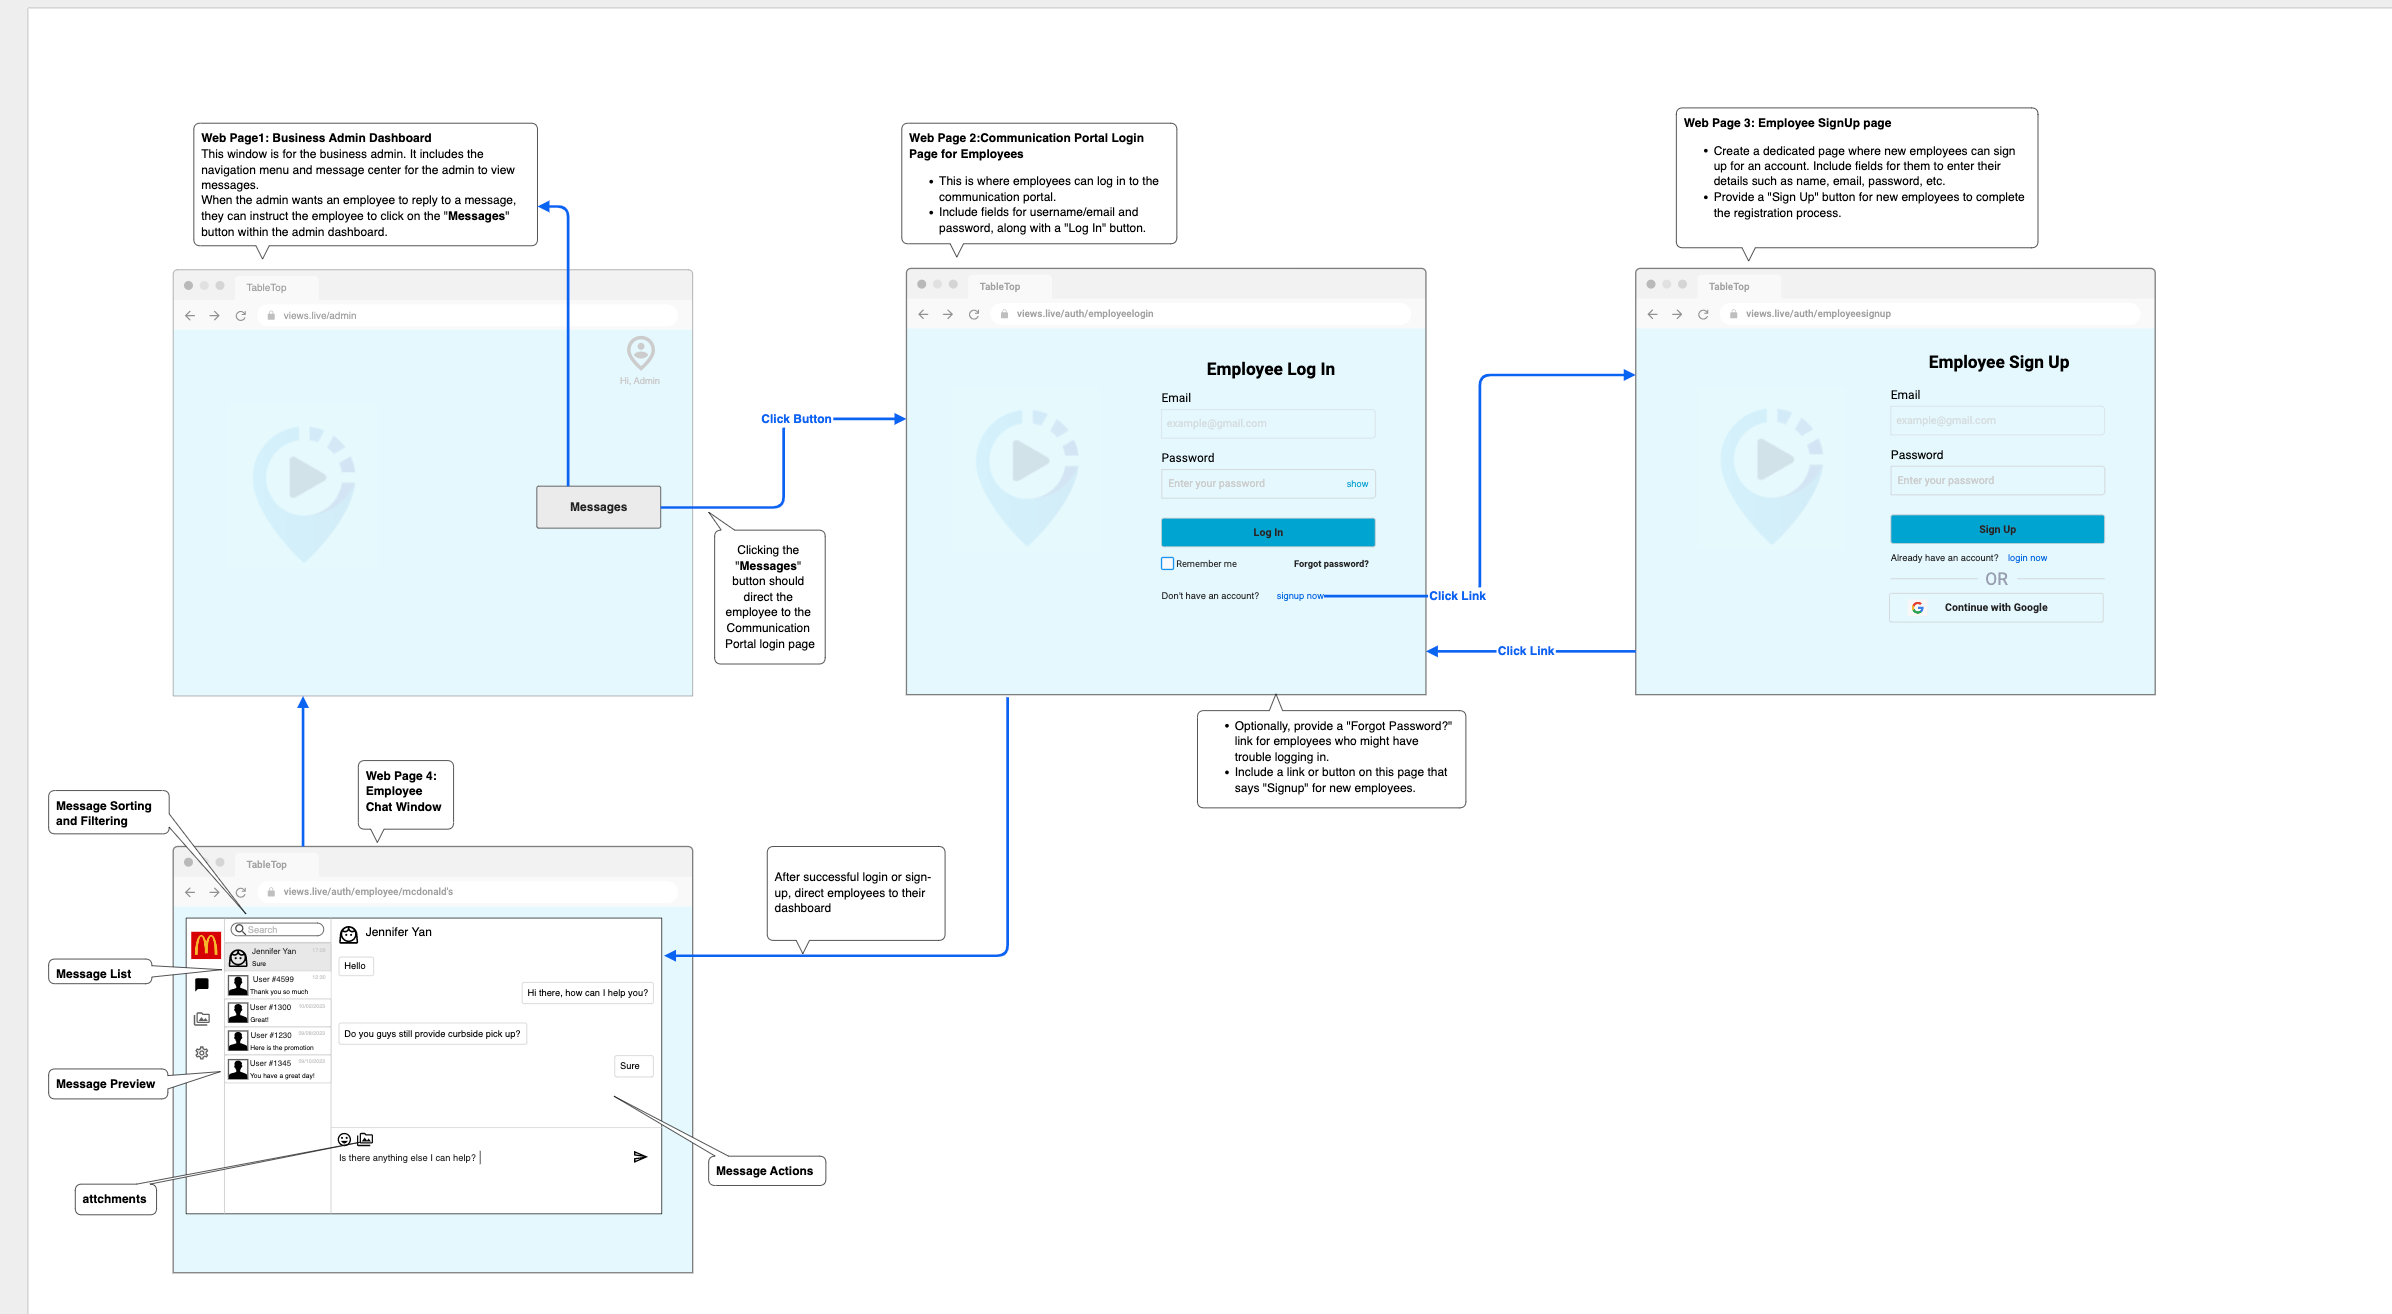 Web Page1: Business Admin Dashboard
This window is for the business admin. It includes the
navigation menu and message center for the admin to view
messages.
When the admin wants an employee to reply to a message,
they can instruct the employee to click on the "Messages"
button within the admin dashboard.
TableTop
views.live/admin
Hi, Admin
Messages
Click Button
Clicking the
"Messages"
button should
direct the
employee to the
Communication
Portal login page
Web Page 2:Communication Portal Login
Page for Employees
• This is where employees can log in to the
communication portal.
• Include fields for username/email and
password, along with a "Log In" button.
TableTop
views.live/auth/employeelogin
Employee Log In
Email
example@gmail.com
Password
Enter your password
show
Log In
Remember me
Forgot password?
Don't have an account?
signup now
Click Link
Click Link
• Optionally, provide a "Forgot Password?"
link for employees who might have
trouble logging in.
• Include a link or button on this page that
says "Signup" for new employees.
Web Page 3: Employee SignUp page
• Create a dedicated page where new employees can sign
up for an account. Include fields for them to enter their
details such as name, email, password, etc.
• Provide a "Sign Up" button for new employees to complete
the registration process.
TableTop
views.live/auth/employeesignup
Employee Sign Up
Email
example@gmail.com
Password
Enter your password
Sign Up
Already have an account?
login now
OR
Continue with Google
Web Page 4:
Employee
Chat Window
Message Sorting
and Filtering
Message List
Message Preview
attchments
Message Actions
After successful login or sign-
up, direct employees to their
dashboard
TableTop
views.live/auth/employee/mcdonald's
Search
Jennifer Yan
Sure
User #4599
Thank you so much
User #1300
Great!
User #1230
Here is the promotion
User #1345
You have a great day!
Jennifer Yan
Hello
Hi there, how can I help you?
Do you guys still provide curbside pick up?
Sure
Is there anything else I can help?